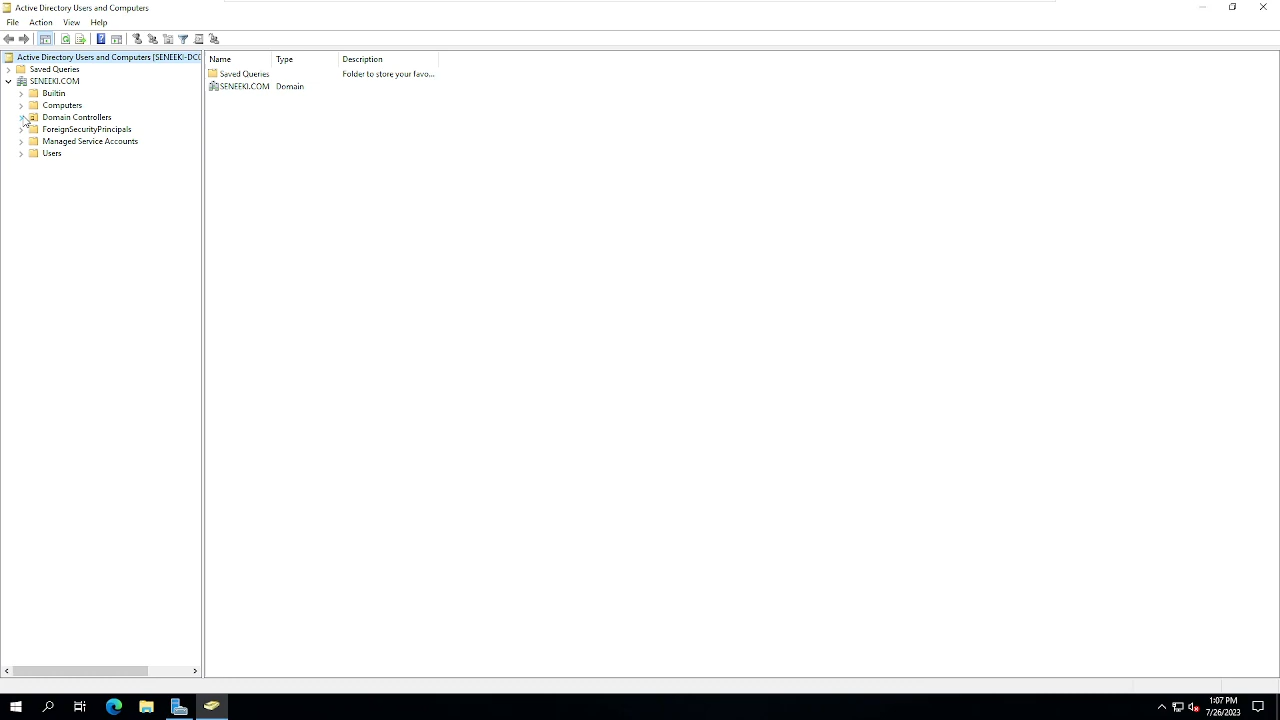 Active Directory Users and Computers
File Action View Help
Active Directory Users and Computers [SENEEKI-DC0
Saved Queries
SENEEKI.COM
Builtin
Computers
Domain Controllers
ForeignSecurityPrincipals
Managed Service Accounts
Users
Name Type Description
Saved Queries Folder to store your favo...
SENEEKI.COM Domain
1:07 PM
7/26/2023